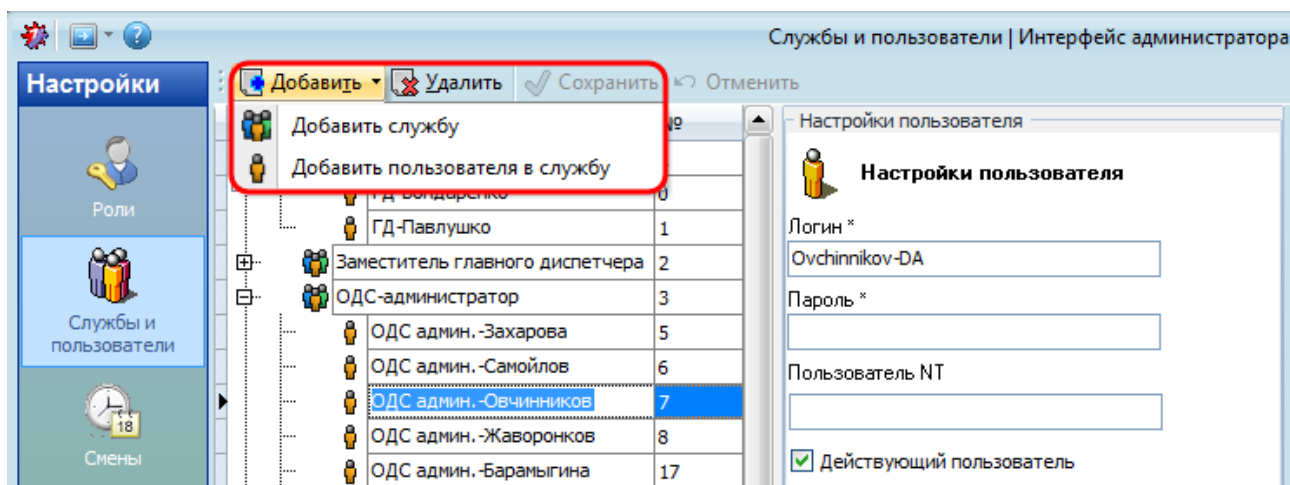 Службы и пользователи | Интерфейс администратора
Настройки
Добавить
Удалить
Сохранить
Отменить
Добавить службу
Добавить пользователя в службу
№
ГД-Бондаренко 0
ГД-Павлушко 1
Заместитель главного диспетчера 2
ОДС-администратор 3
ОДС админ.-Захарова 5
ОДС админ.-Самойлов 6
ОДС админ.-Овчинников 7
ОДС админ.-Жаворонков 8
ОДС админ.-Барамыгина 17
Роли
Службы и
пользователи
18
Смены
Настройки пользователя
Настройки пользователя
Логин *
Ovchinnikov-DA
Пароль *
Пользователь NT
Действующий пользователь